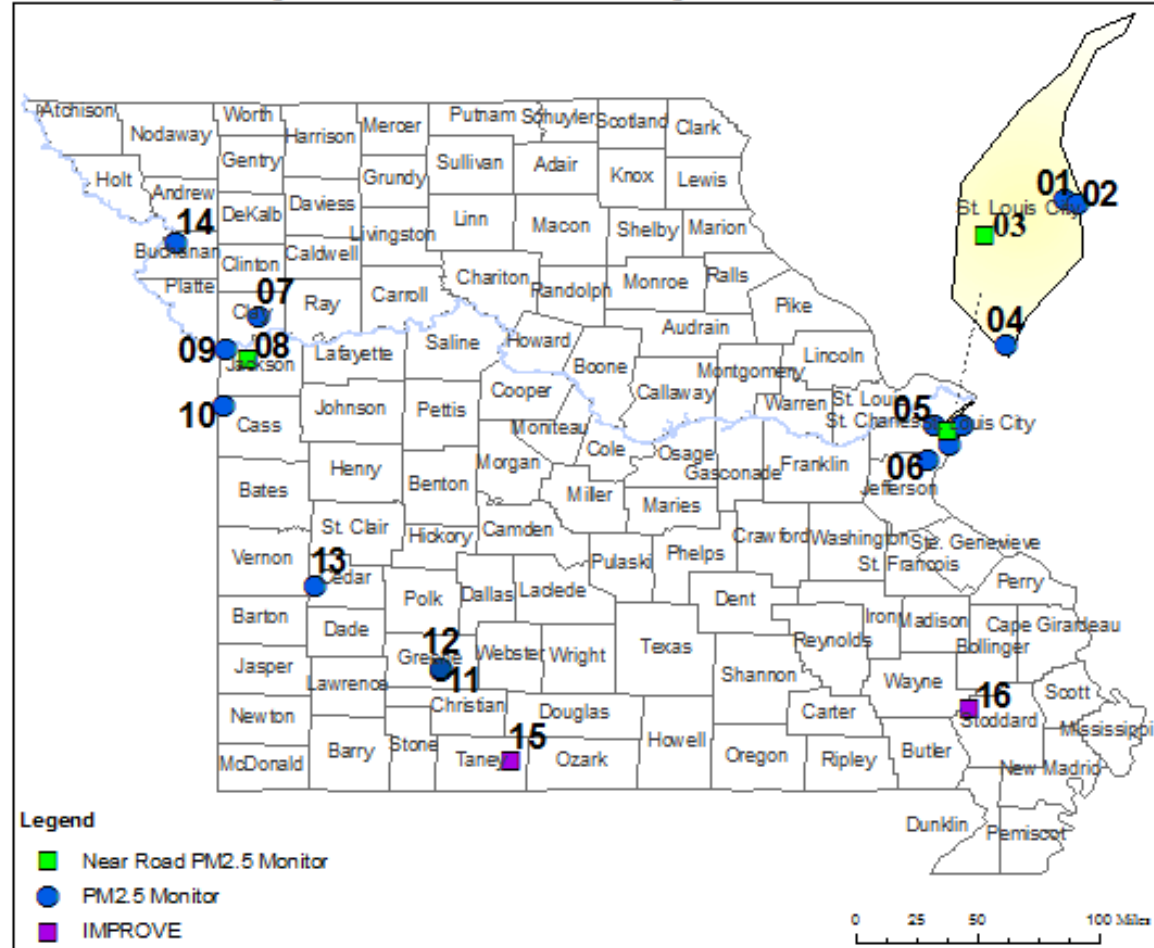 Atchison Worth Putnam Schuyler Scotland Clark
Nodaway Harrison Mercer
Gentry Sullivan Adair Knox Lewis
Holt Andrew Grundy
DeKalb Daviess Linn Macon Shelby Marion
14 Livingston
Buchanan Clinton Caldwell
Platte 07 Ray Carroll Chariton Randolph Monroe Ralls
Clay Pike
09 08 Lafayette Saline Howard Audrain
Jackson Boone Lincoln
10 Cass Johnson Pettis Cooper Callaway Montgomery
Moniteau Warren St. Louis
05 St. Charles St. Louis City
Henry Morgan Cole Osage Gasconade Franklin 06
Bates Benton Miller Maries Jefferson
St. Clair Hickory Camden Crawford Washington Ste. Genevieve
Vernon 13 Pulaski Phelps St. Francois
Cedar Polk Dallas Laclede Dent Perry
Barton Dade Texas Iron Madison Cape Girardeau
12 Reynolds Bollinger
Jasper Greene Webster Wright Shannon
Lawrence 11 Wayne 16 Scott
Newton Christian Douglas Carter Stoddard Mississippi
15 Howell
McDonald Barry Stone Taney Ozark Oregon Ripley Butler New Madrid
Dunklin Pemiscot
01 02
St. Louis City
03
04
Legend
Near Road PM2.5 Monitor
PM2.5 Monitor
IMPROVE
0 25 50 100 Miles